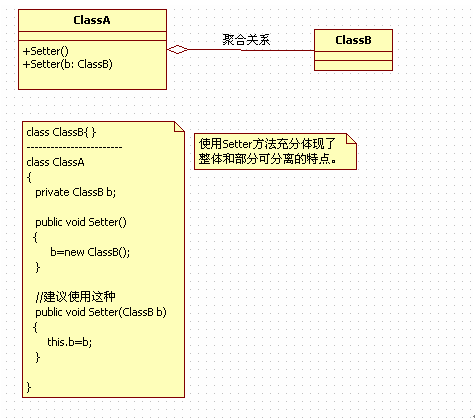 ClassA
+Setter()
+Setter(b: ClassB)
聚合关系
ClassB
class ClassB{ }
------------------------
class ClassA
{
private ClassB b;
public void Setter()
{
b=new ClassB();
}
//建议使用这种
public void Setter(ClassB b)
{
this.b=b;
}
}
使用Setter方法充分体现了
整体和部分可分离的特点。